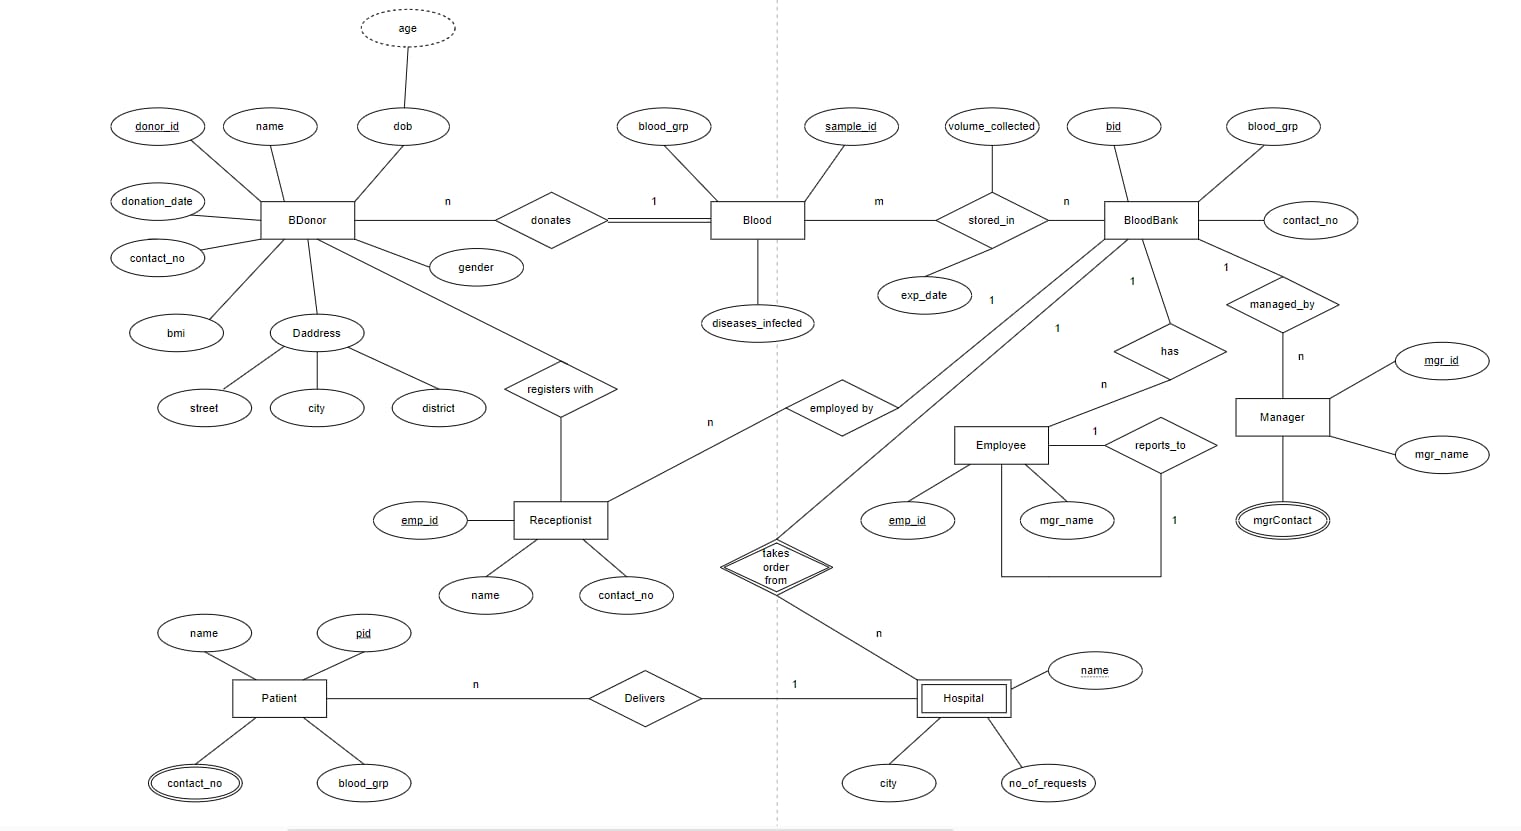 age
donor_id
name
dob
blood_grp
sample_id
volume_collected
bid
blood_grp
donation_date
BDonor
n
donates
1
Blood
m
stored_in
n
BloodBank
contact_no
contact_no
gender
exp_date
1
1
1
managed_by
1
bmi
Daddress
diseases_infected
has
n
mgr_id
registers with
n
street
city
district
employed by
n
Manager
Employee
1
reports_to
mgr_name
emp_id
Receptionist
emp_id
mgr_name
1
mgrContact
takes
order
from
name
contact_no
name
pid
n
name
Patient
n
Delivers
1
Hospital
contact_no
blood_grp
city
no_of_requests